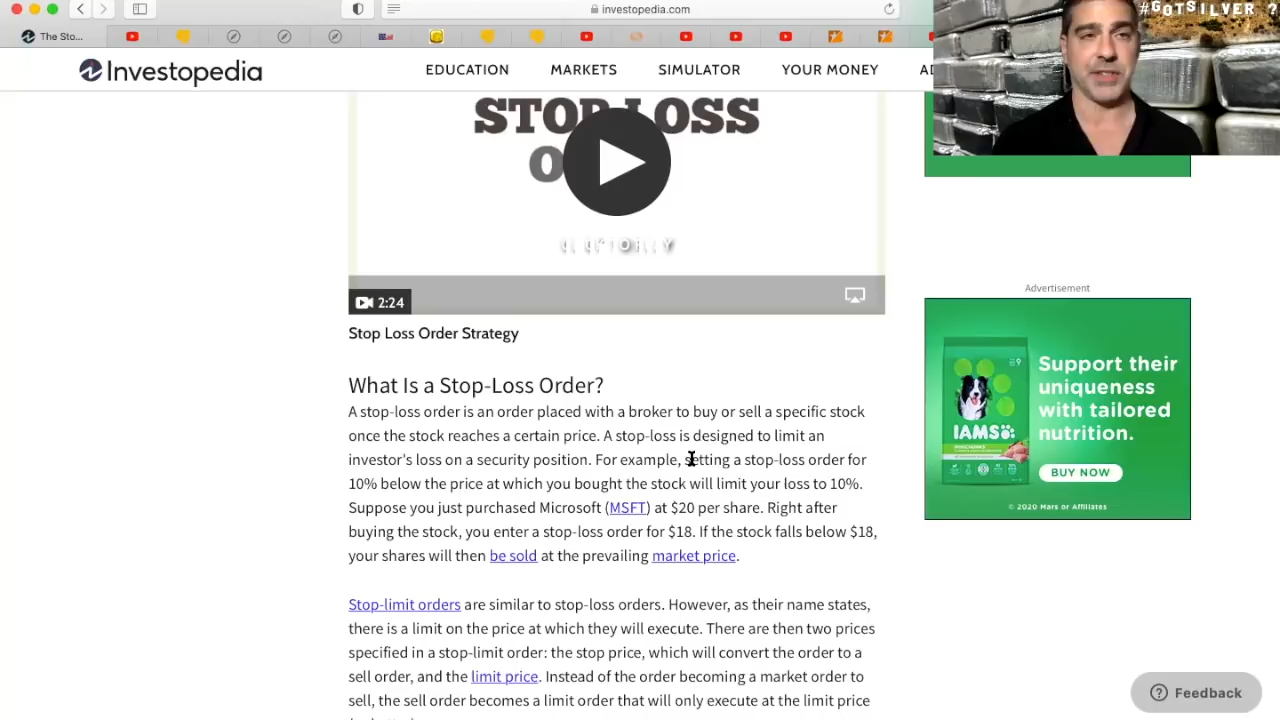 investopedia.com
#GOTSILVER ?
The Sto...
Investopedia
EDUCATION MARKETS SIMULATOR YOUR MONEY
STOP LOSS
2:24
Stop Loss Order Strategy
What Is a Stop-Loss Order?
A stop-loss order is an order placed with a broker to buy or sell a specific stock
once the stock reaches a certain price. A stop-loss is designed to limit an
investor's loss on a security position. For example, setting a stop-loss order for
10% below the price at which you bought the stock will limit your loss to 10%.
Suppose you just purchased Microsoft (MSFT) at $20 per share. Right after
buying the stock, you enter a stop-loss order for $18. If the stock falls below $18,
your shares will then be sold at the prevailing market price.
Stop-limit orders are similar to stop-loss orders. However, as their name states,
there is a limit on the price at which they will execute. There are then two prices
specified in a stop-limit order: the stop price, which will convert the order to a
sell order, and the limit price. Instead of the order becoming a market order to
sell, the sell order becomes a limit order that will only execute at the limit price
Advertisement
Support their
uniqueness
with tailored
nutrition.
IAMS
BUY NOW
© 2020 Mars or Affiliates
Feedback